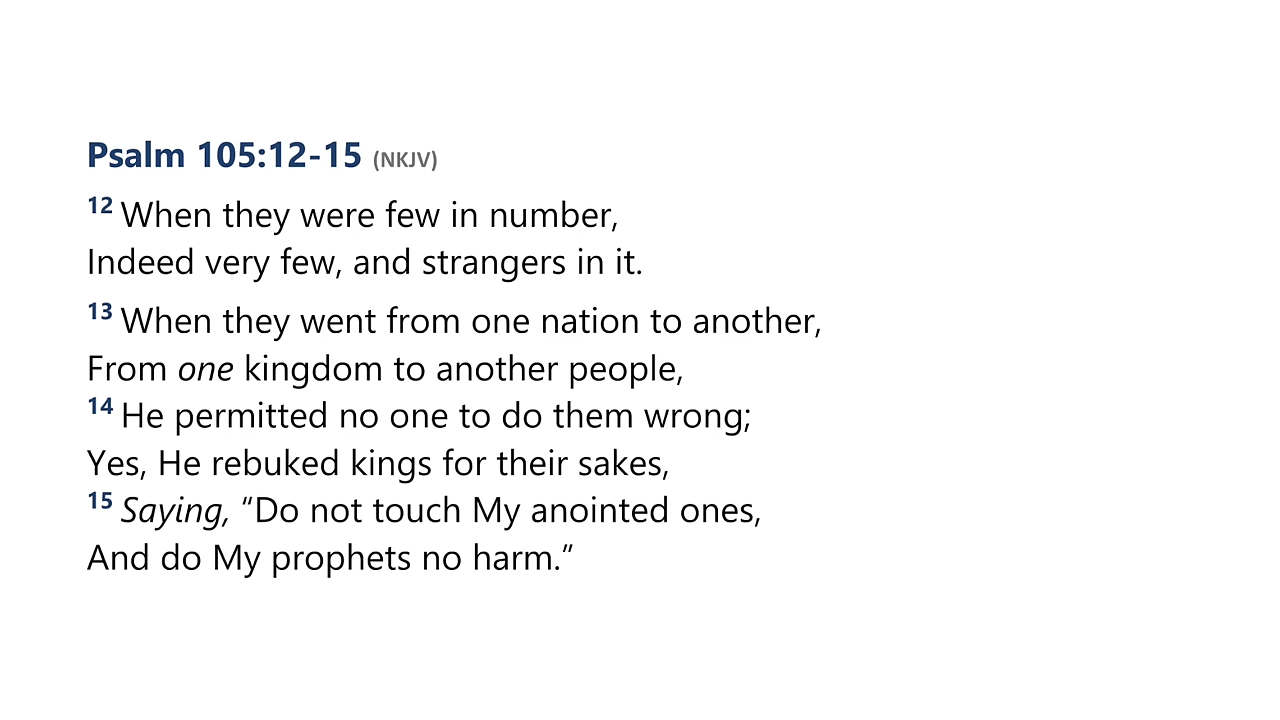 Psalm 105:12-15 (NKJV)
12 When they were few in number,
Indeed very few, and strangers in it.
13 When they went from one nation to another,
From one kingdom to another people,
14 He permitted no one to do them wrong;
Yes, He rebuked kings for their sakes,
15 Saying, “Do not touch My anointed ones,
And do My prophets no harm.”